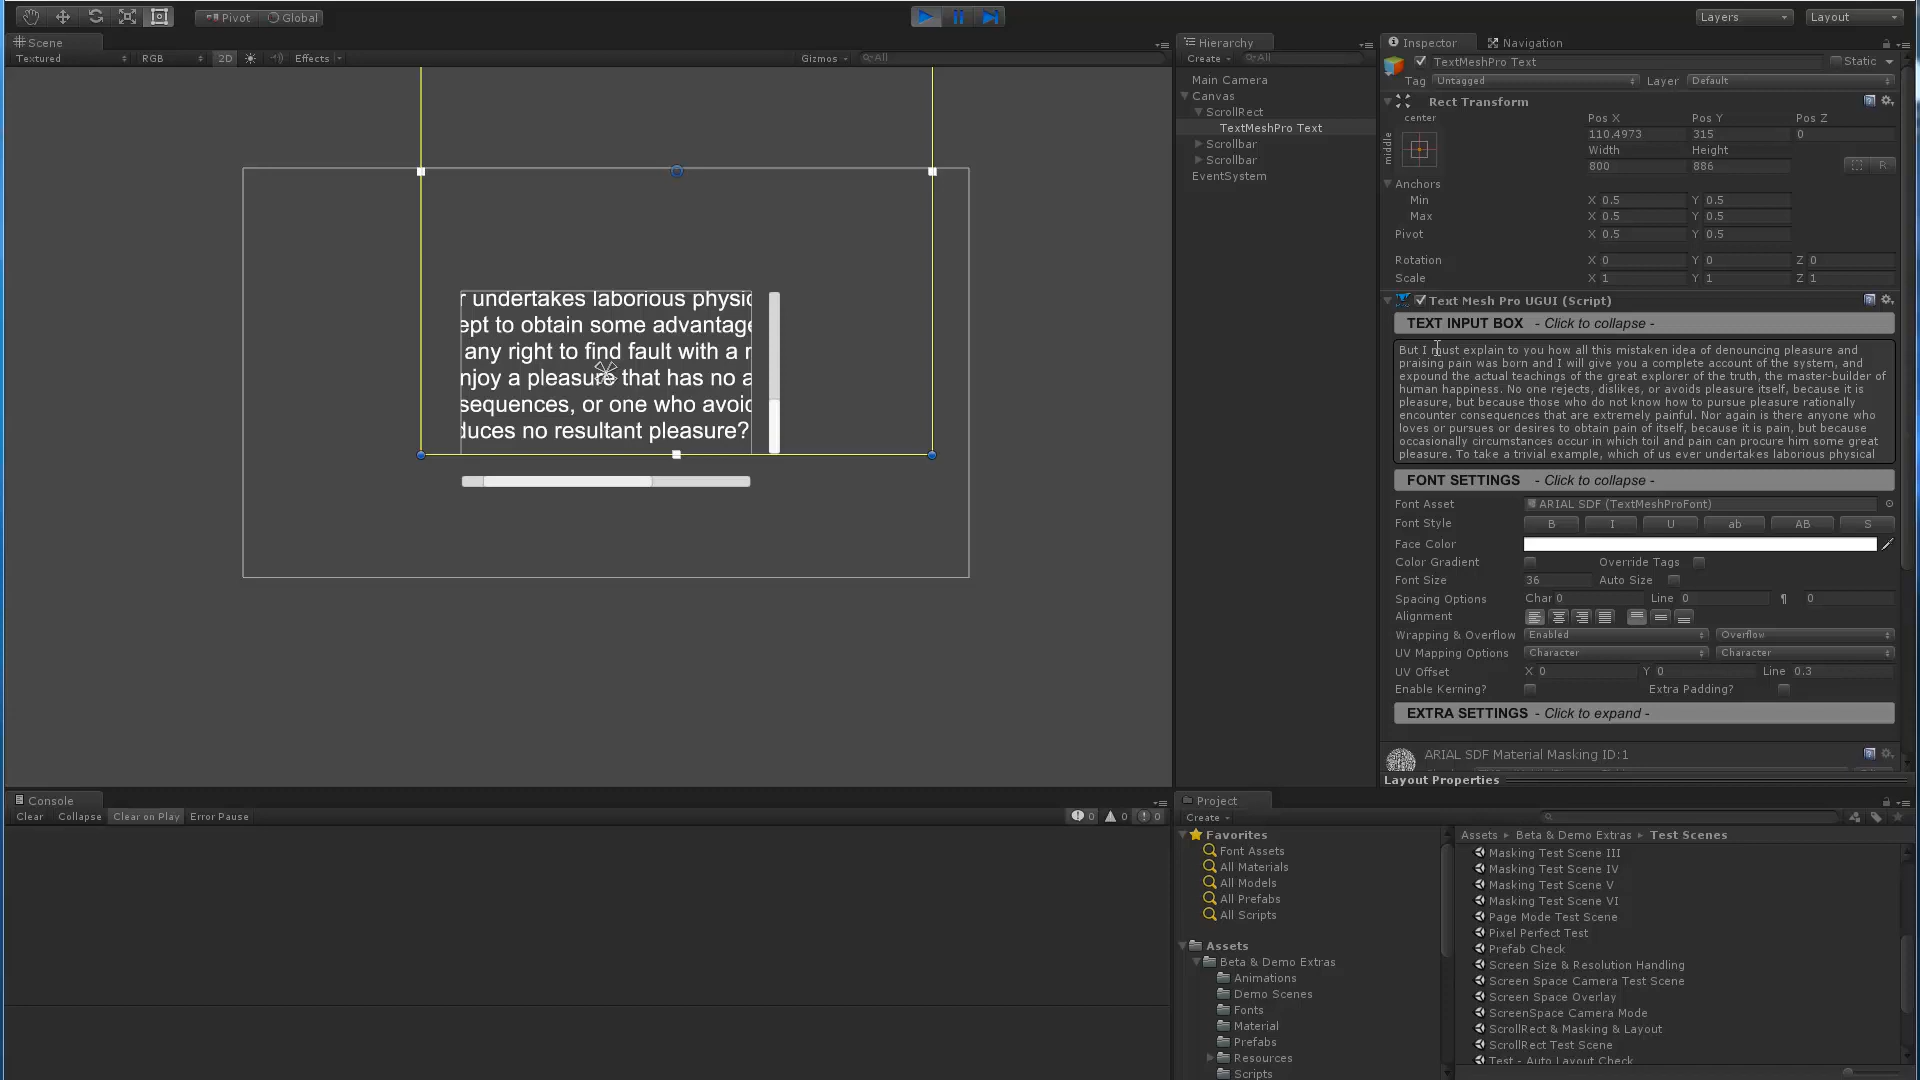 Pivot Global Layers Layout
Scene Hierarchy Inspector Navigation
Textured RGB 2D Effects Gizmos All Create All
TextMeshPro Text Static
Tag Untagged Layer Default
Main Camera
Canvas
ScrollRect
TextMeshPro Text
Scrollbar
Scrollbar
EventSystem
Rect Transform
center Pos X Pos Y Pos Z
middle 110.4973 315 0
Width Height
800 886 R
Anchors
Min X 0.5 Y 0.5
Max X 0.5 Y 0.5
Pivot X 0.5 Y 0.5
Rotation X 0 Y 0 Z 0
Scale X 1 Y 1 Z 1
r undertakes laborious physic
ept to obtain some advantage
any right to find fault with a r
njoy a pleasure that has no a
sequences, or one who avoid
duces no resultant pleasure?
Text Mesh Pro UGUI (Script)
TEXT INPUT BOX - Click to collapse -
But I must explain to you how all this mistaken idea of denouncing pleasure and
praising pain was born and I will give you a complete account of the system, and
expound the actual teachings of the great explorer of the truth, the master-builder of
human happiness. No one rejects, dislikes, or avoids pleasure itself, because it is
pleasure, but because those who do not know how to pursue pleasure rationally
encounter consequences that are extremely painful. Nor again is there anyone who
loves or pursues or desires to obtain pain of itself, because it is pain, but because
occasionally circumstances occur in which toil and pain can procure him some great
pleasure. To take a trivial example, which of us ever undertakes laborious physical
FONT SETTINGS - Click to collapse -
Font Asset ARIAL SDF (TextMeshProFont)
Font Style B I U ab AB S
Face Color
Color Gradient Override Tags
Font Size 36 Auto Size
Spacing Options Char 0 Line 0 ¶ 0
Alignment
Wrapping & Overflow Enabled Overflow
UV Mapping Options Character Character
UV Offset X 0 Y 0 Line 0.3
Enable Kerning? Extra Padding?
EXTRA SETTINGS - Click to expand -
ARIAL SDF Material Masking ID:1
Layout Properties
Console
Clear Collapse Clear on Play Error Pause 0 0 0
Project
Create
Favorites
Font Assets
All Materials
All Models
All Prefabs
All Scripts
Assets
Beta & Demo Extras
Animations
Demo Scenes
Fonts
Material
Prefabs
Resources
Scripts
Assets Beta & Demo Extras Test Scenes
Masking Test Scene III
Masking Test Scene IV
Masking Test Scene V
Masking Test Scene VI
Page Mode Test Scene
Pixel Perfect Test
Prefab Check
Screen Size & Resolution Handling
Screen Space Camera Test Scene
Screen Space Overlay
ScreenSpace Camera Mode
ScrollRect & Masking & Layout
ScrollRect Test Scene
Test - Auto Layout Check